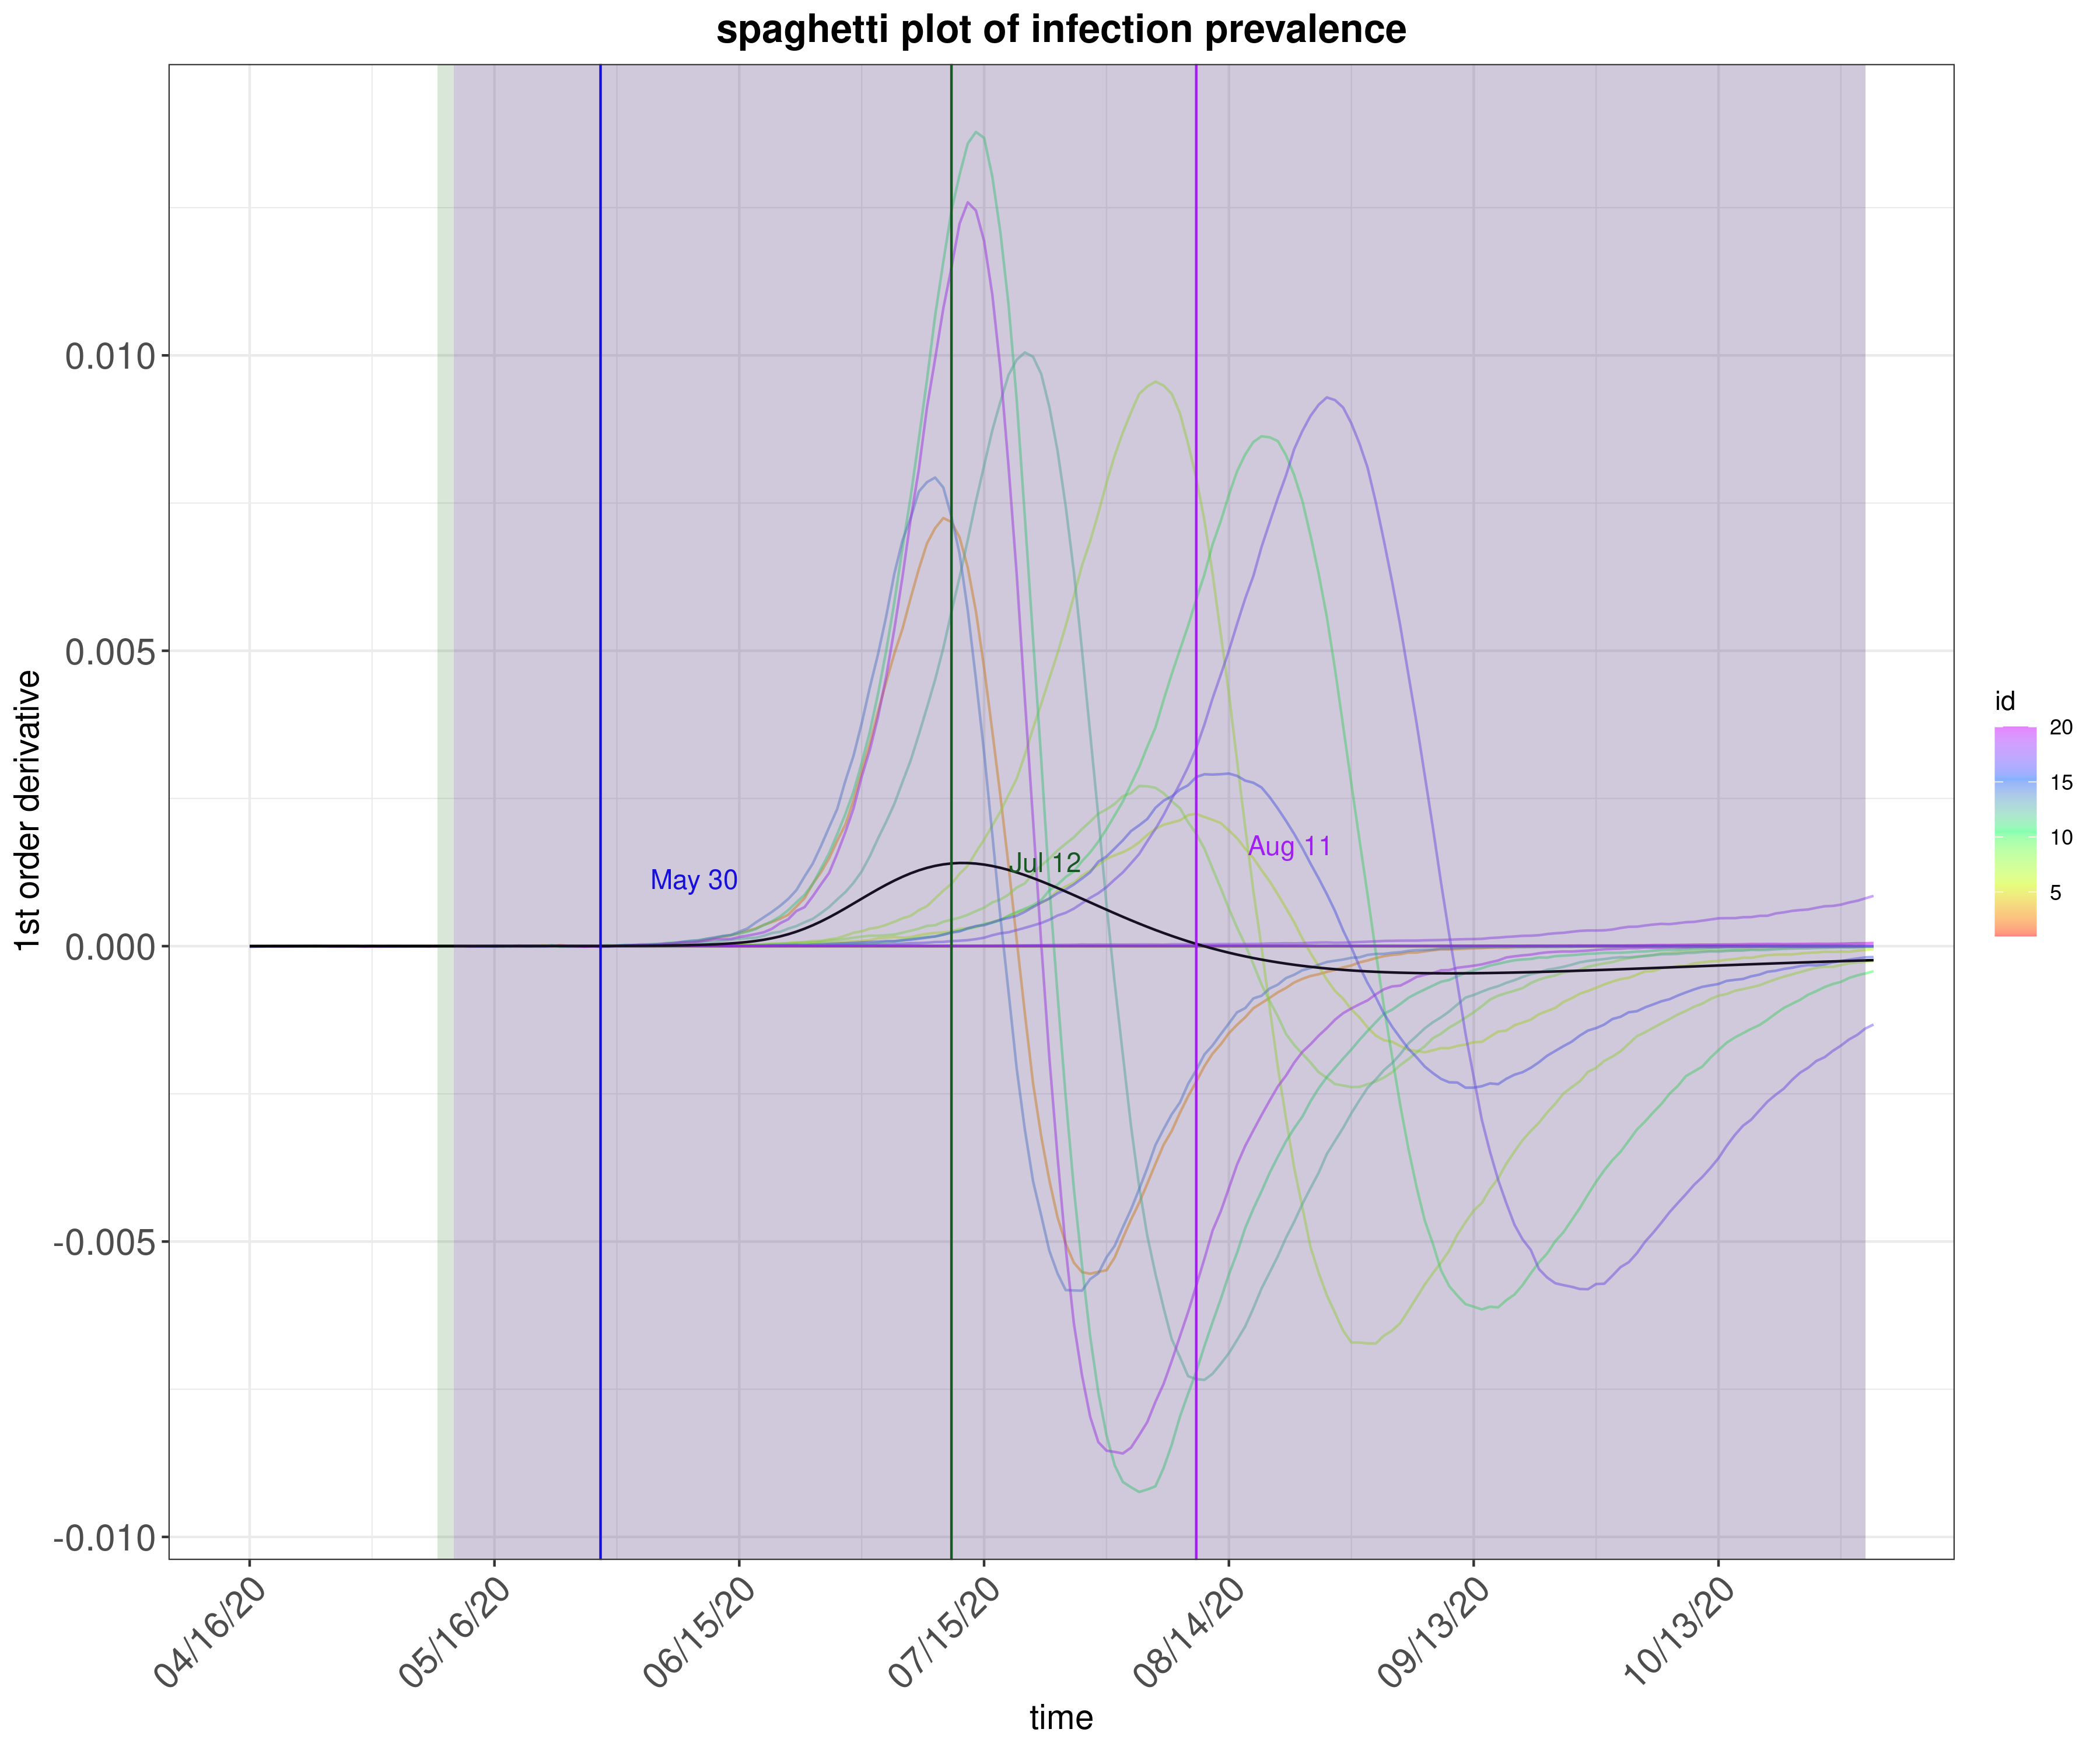 spaghetti plot of infection prevalence
1st order derivative
0.010
0.005
0.000
-0.005
-0.010
May 30
Jul 12
Aug 11
id
20
15
10
5
04/16/20
05/16/20
06/15/20
07/15/20
08/14/20
09/13/20
10/13/20
time